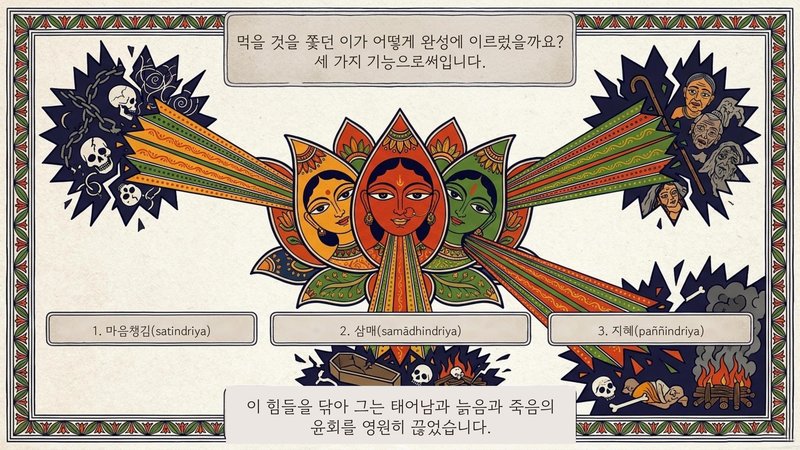 먹을 것을 쫓던 이가 어떻게 완성에 이르렀을까요?
세 가지 기능으로써입니다.
1. 마음챙김(satindriya)
2. 삼매(samādhindriya)
3. 지혜(paññindriya)
이 힘들을 닦아 그는 태어남과 늙음과 죽음의
윤회를 영원히 끊었습니다.